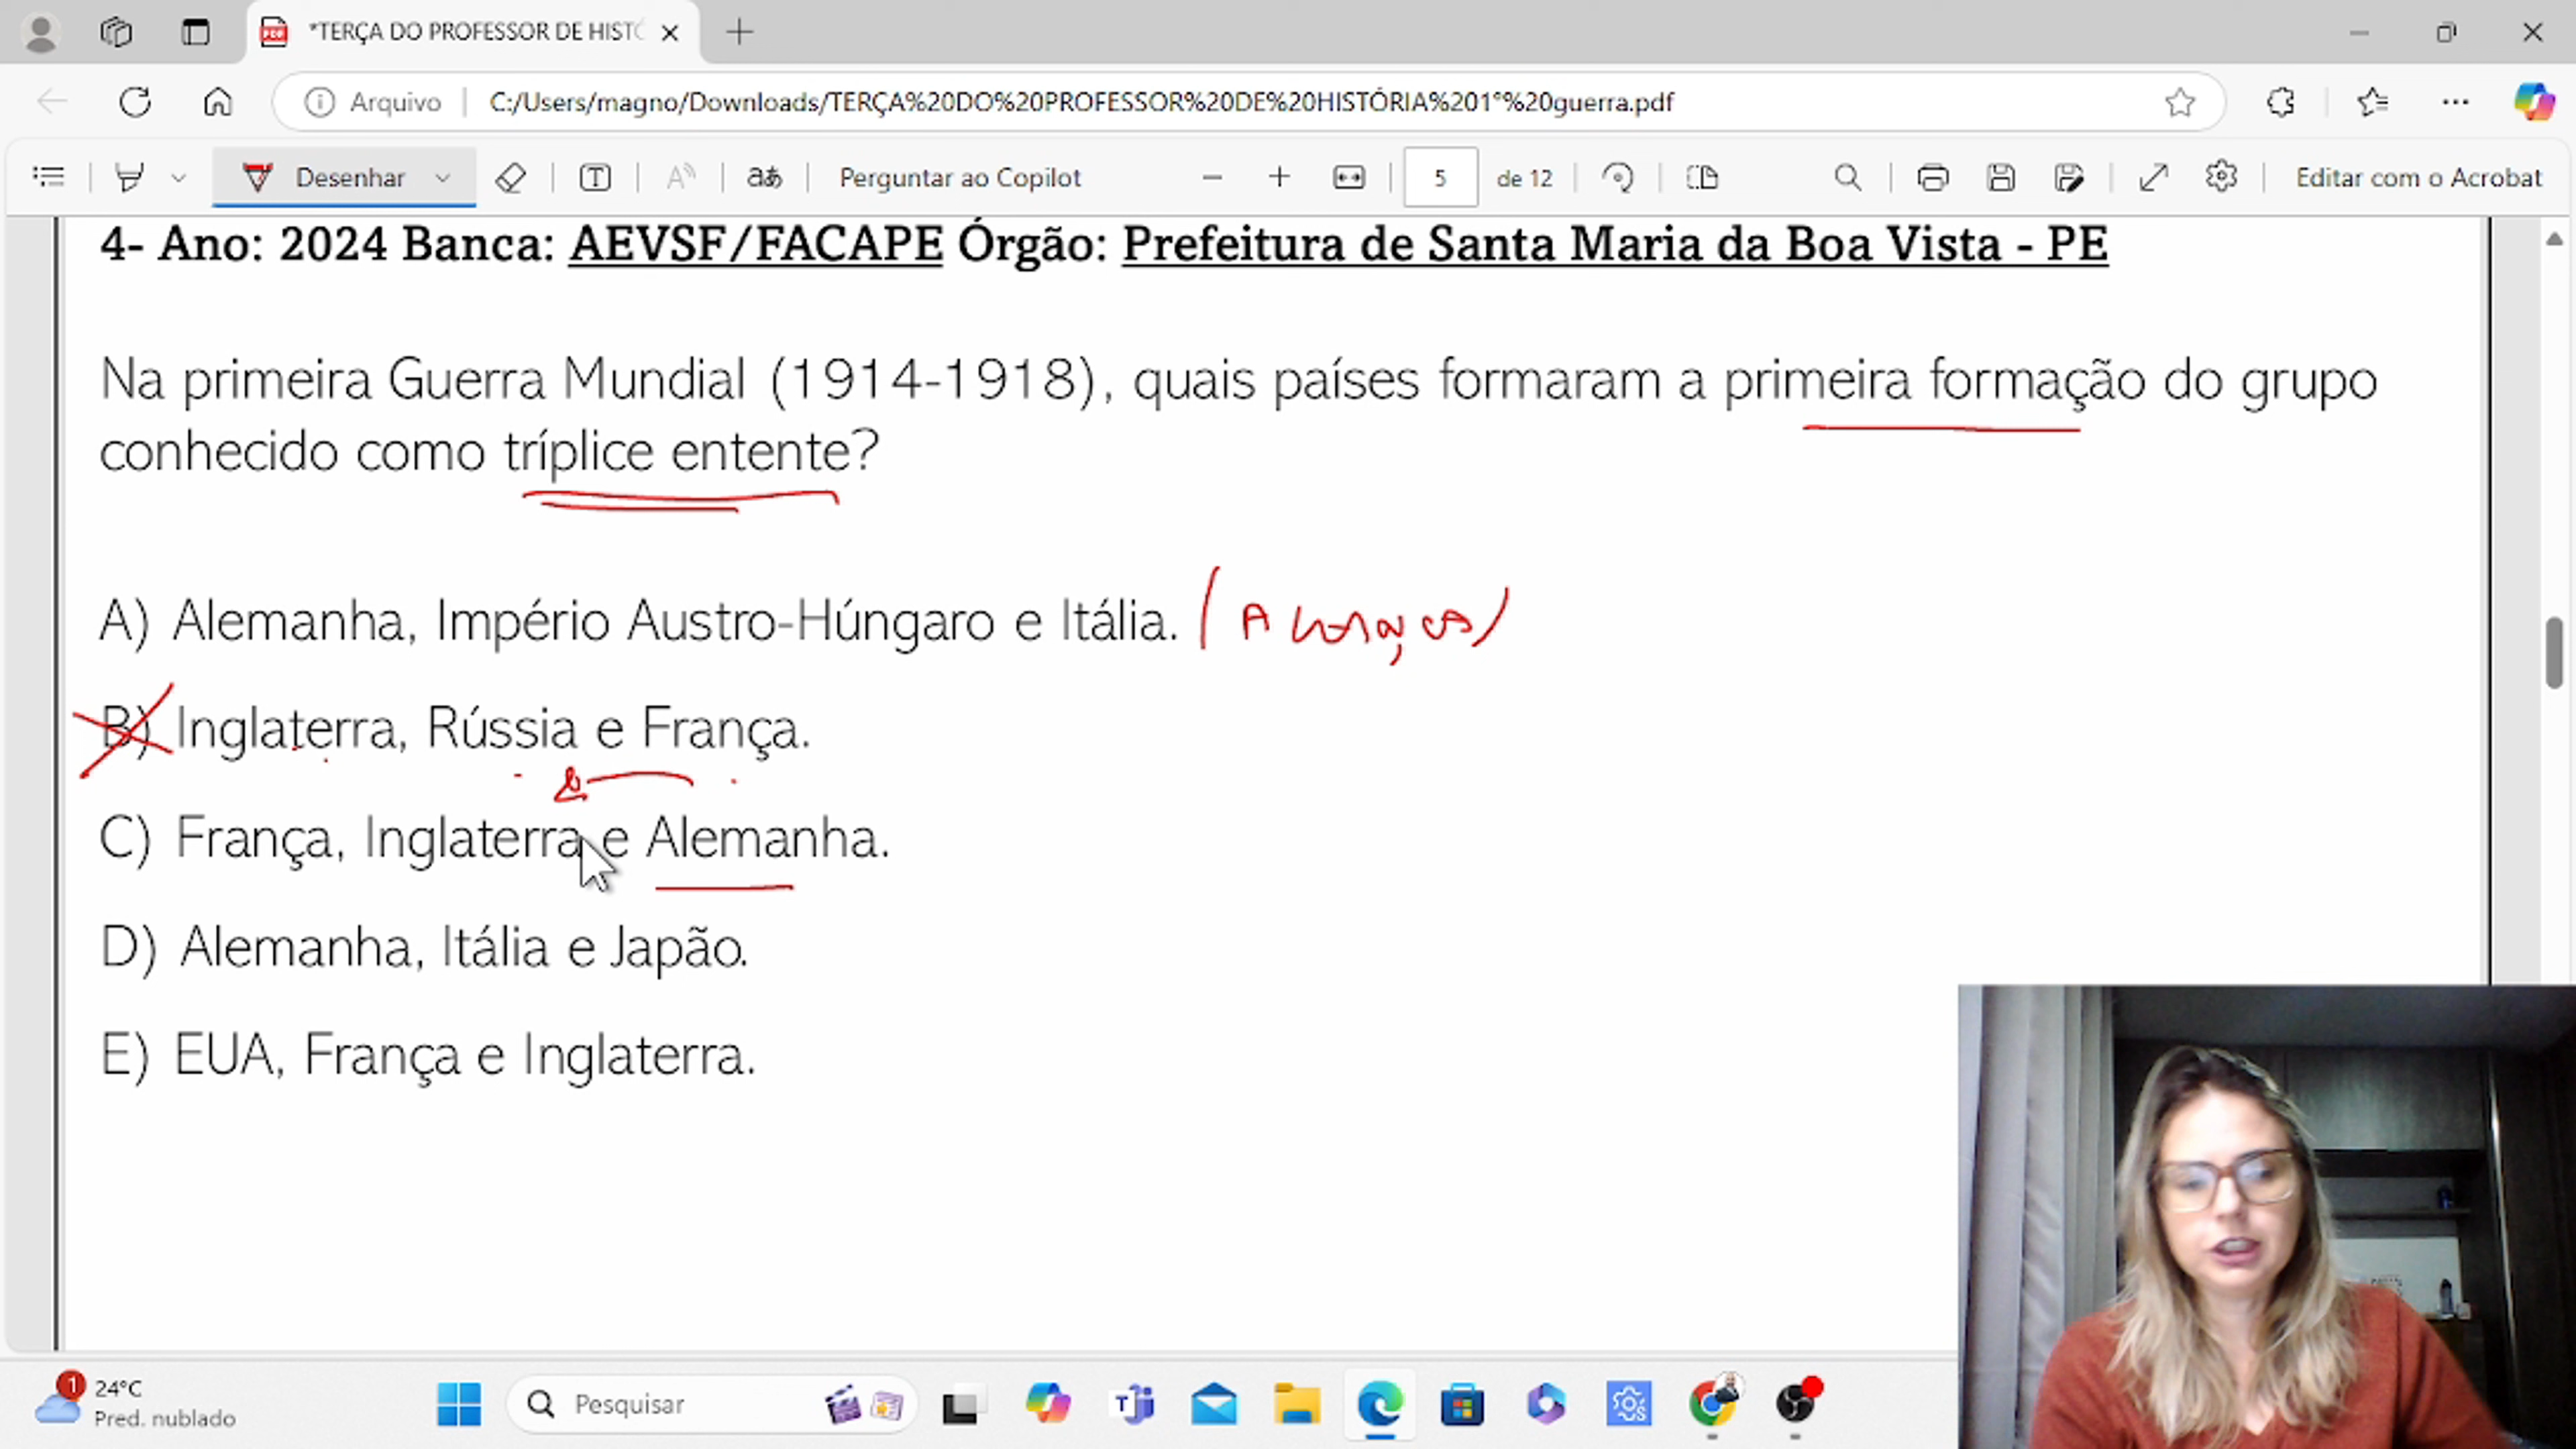 *TERÇA DO PROFESSOR DE HISTÓ
Arquivo
C:/Users/magno/Downloads/TERÇA%20DO%20PROFESSOR%20DE%20HISTÓRIA%201°%20guerra.pdf
Desenhar
Perguntar ao Copilot
5
de 12
Editar com o Acrobat
4- Ano: 2024 Banca: AEVSF/FACAPE Órgão: Prefeitura de Santa Maria da Boa Vista - PE
Na primeira Guerra Mundial (1914-1918), quais países formaram a primeira formação do grupo
conhecido como tríplice entente?
A) Alemanha, Império Austro-Húngaro e Itália.
B) Inglaterra, Rússia e França.
C) França, Inglaterra e Alemanha.
D) Alemanha, Itália e Japão.
E) EUA, França e Inglaterra.
1
24°C
Pred. nublado
Pesquisar